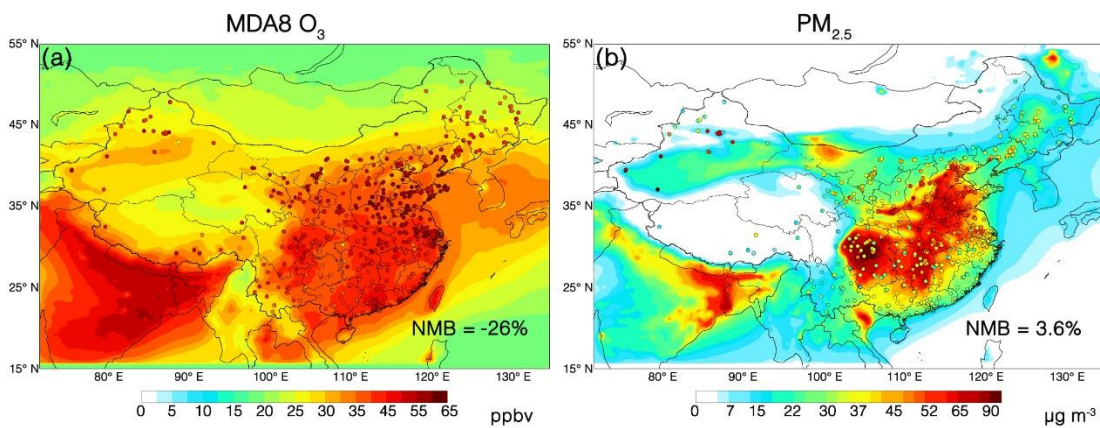 MDA8 O₃
PM₂.₅
(a)
55° N
45° N
35° N
25° N
15° N
NMB = -26%
80° E 90° E 100° E 110° E 120° E 130° E
0 5 10 15 20 30 35 45 55 65
ppbv
(b)
55° N
45° N
35° N
25° N
15° N
NMB = 3.6%
80° E 90° E 100° E 110° E 120° E 130° E
0 7 15 22 30 37 45 52 65 90
µg m⁻³